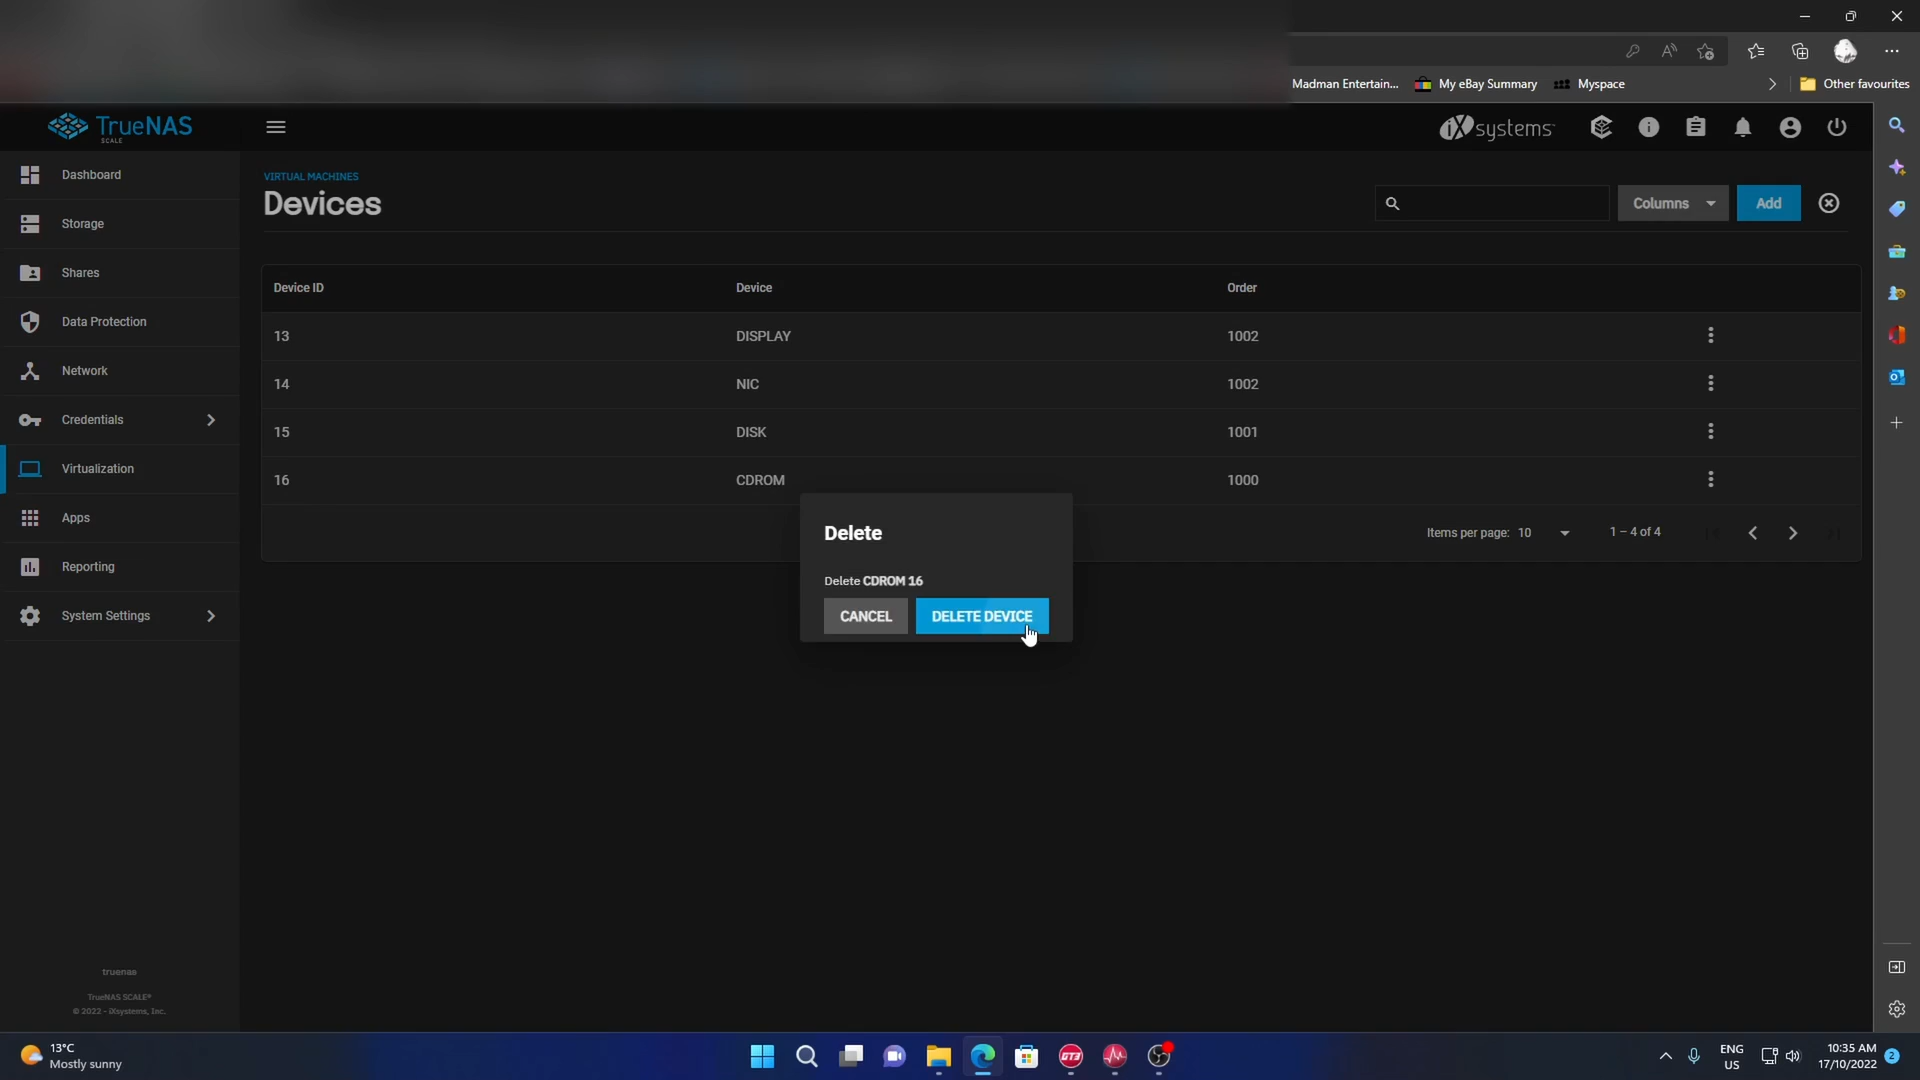 Madman Entertain... My eBay Summary Myspace Other favourites
TrueNAS
SCALE
iXsystems
Dashboard
Storage
Shares
Data Protection
Network
Credentials
Virtualization
Apps
Reporting
System Settings
truenas
TrueNAS SCALE®
© 2022 - iXsystems, Inc.
VIRTUAL MACHINES
Devices
Columns Add
Device ID Device Order
13 DISPLAY 1002
14 NIC 1002
15 DISK 1001
16 CDROM 1000
Items per page: 10 1 – 4 of 4
Delete
Delete CDROM 16
CANCEL DELETE DEVICE
13°C
Mostly sunny
GT3
ENG
US
10:35 AM
17/10/2022
2